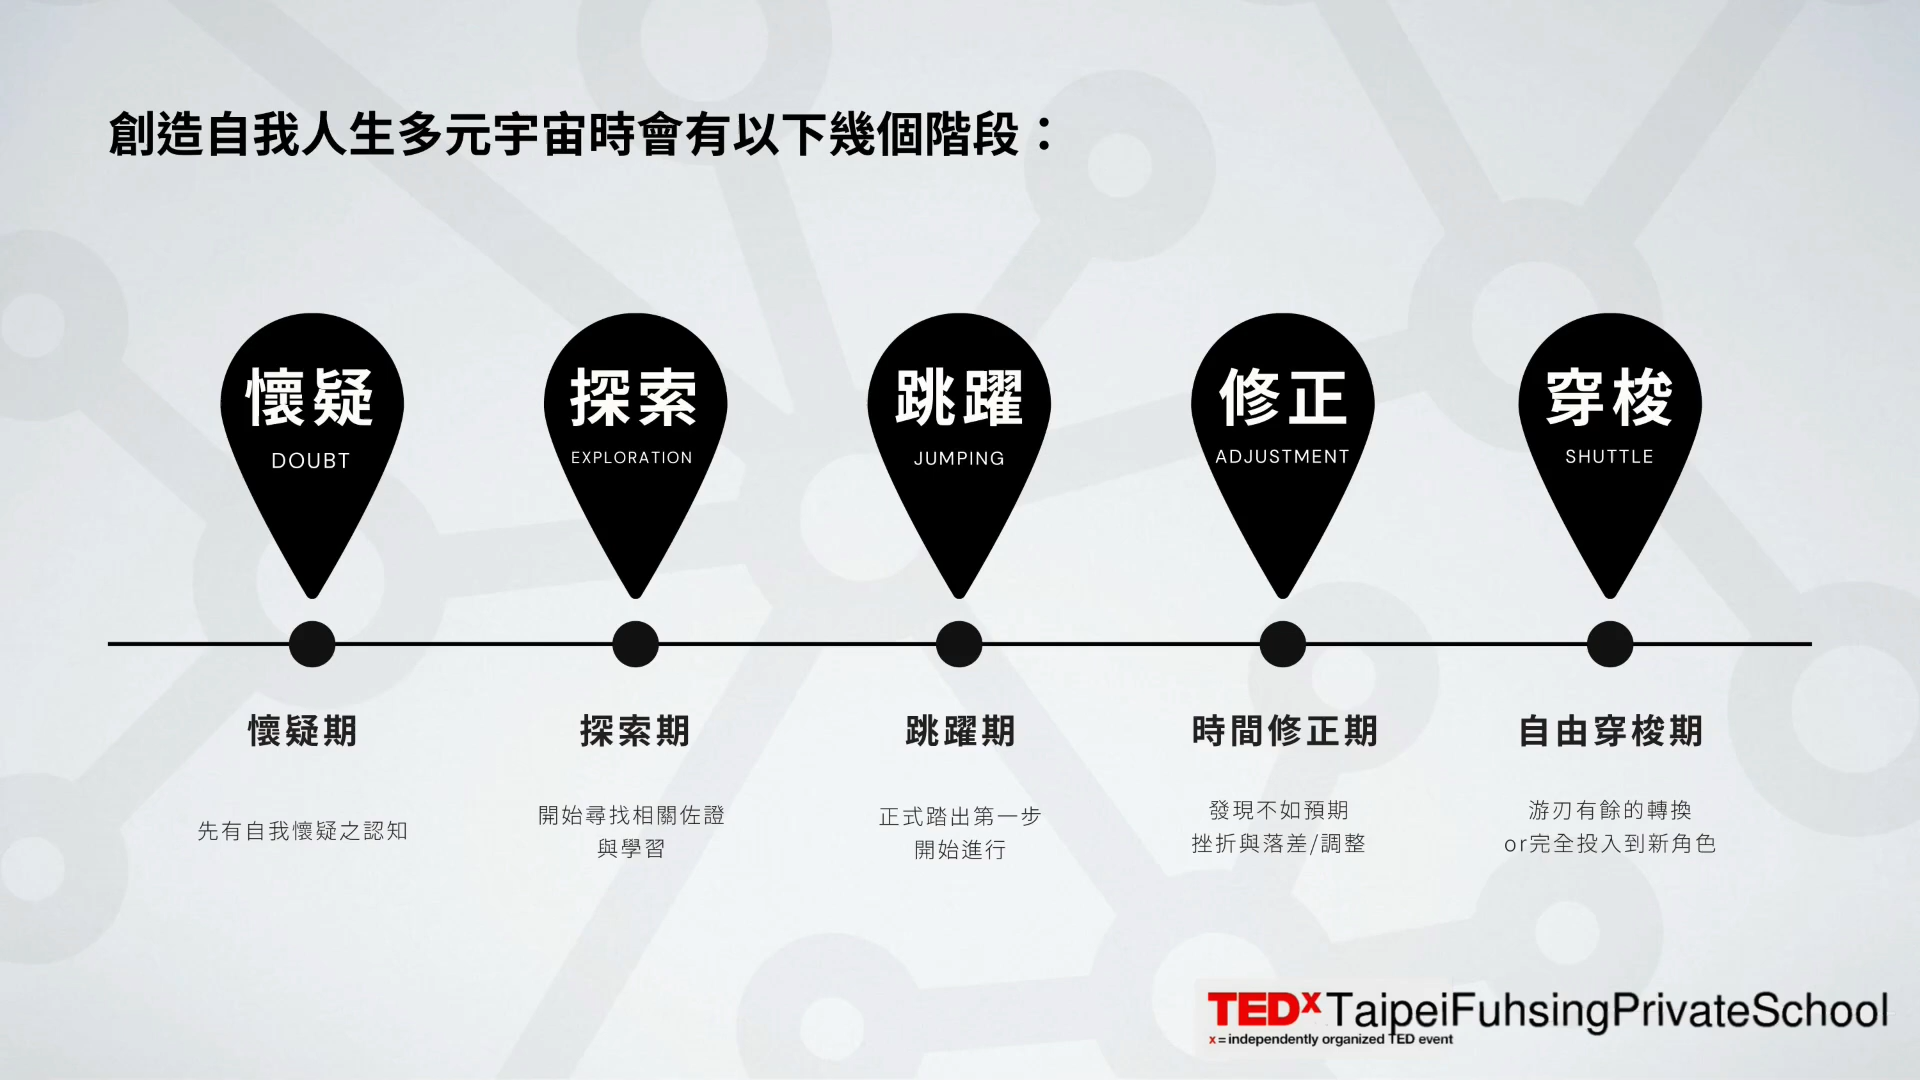 創造自我人生多元宇宙時會有以下幾個階段：
懷疑
DOUBT
探索
EXPLORATION
跳躍
JUMPING
修正
ADJUSTMENT
穿梭
SHUTTLE
懷疑期
先有自我懷疑之認知
探索期
開始尋找相關佐證
與學習
跳躍期
正式踏出第一步
開始進行
時間修正期
發現不如預期
挫折與落差/調整
自由穿梭期
游刃有餘的轉換
or完全投入到新角色
TEDxTaipeiFuhsingPrivateSchool
x = independently organized TED event